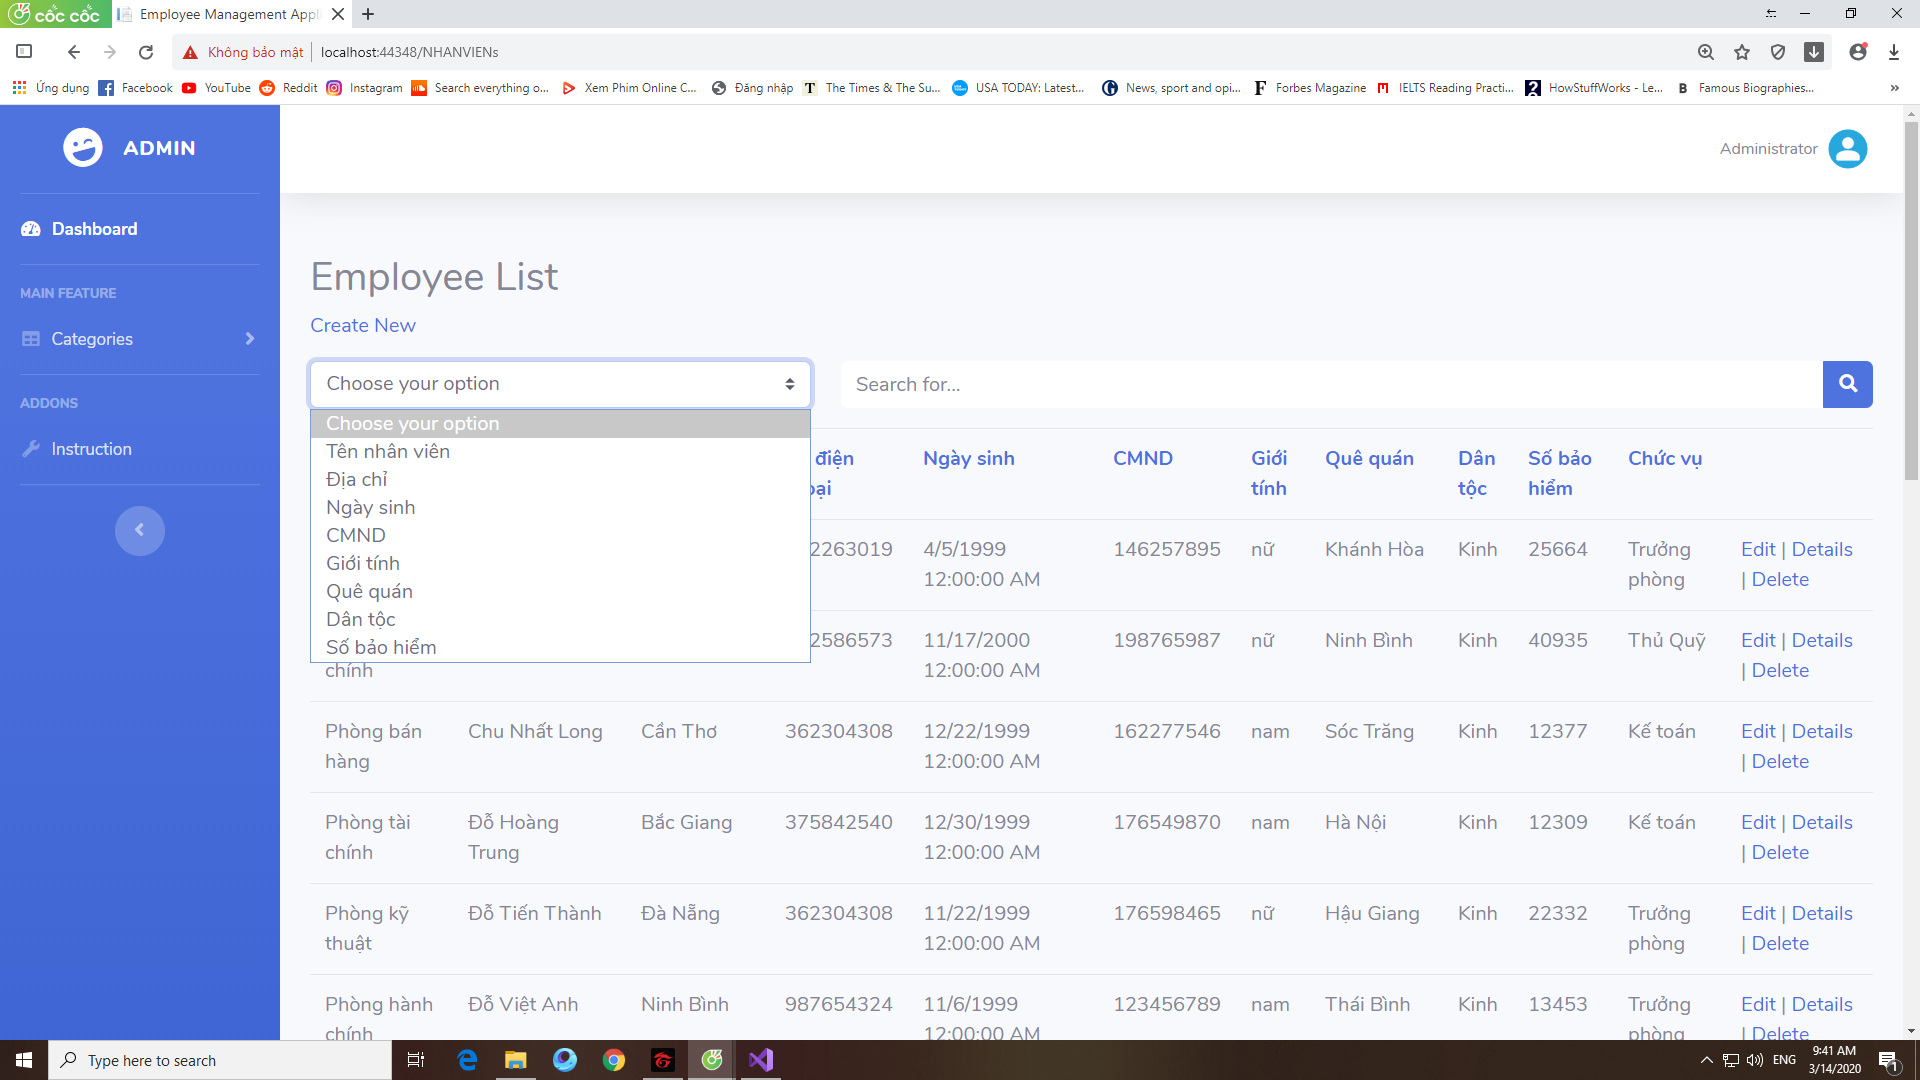 cốc cốc
Employee Management Appli
Không bảo mật
localhost:44348/NHANVIENs
Ứng dụng
Facebook
YouTube
Reddit
Instagram
Search everything o...
Xem Phim Online C...
Đăng nhập
The Times & The Su...
USA TODAY: Latest...
News, sport and opi...
Forbes Magazine
IELTS Reading Practi...
HowStuffWorks - Le...
Famous Biographies...
ADMIN
Administrator
Dashboard
MAIN FEATURE
Categories
ADDONS
Instruction
Employee List
Create New
Choose your option
Search for...
Choose your option
Tên nhân viên
Địa chỉ
Ngày sinh
CMND
Giới tính
Quê quán
Dân tộc
Số bảo hiểm
điện
Ngày sinh
CMND
Giới
tính
Quê quán
Dân
tộc
Số bảo
hiểm
Chức vụ
2263019
4/5/1999
12:00:00 AM
146257895
nữ
Khánh Hòa
Kinh
25664
Trưởng
phòng
Edit | Details
| Delete
chính
2586573
11/17/2000
12:00:00 AM
198765987
nữ
Ninh Bình
Kinh
40935
Thủ Quỹ
Edit | Details
| Delete
Phòng bán
hàng
Chu Nhất Long
Cần Thơ
362304308
12/22/1999
12:00:00 AM
162277546
nam
Sóc Trăng
Kinh
12377
Kế toán
Edit | Details
| Delete
Phòng tài
chính
Đỗ Hoàng
Trung
Bắc Giang
375842540
12/30/1999
12:00:00 AM
176549870
nam
Hà Nội
Kinh
12309
Kế toán
Edit | Details
| Delete
Phòng kỹ
thuật
Đỗ Tiến Thành
Đà Nẵng
362304308
11/22/1999
12:00:00 AM
176598465
nữ
Hậu Giang
Kinh
22332
Trưởng
phòng
Edit | Details
| Delete
Phòng hành
chính
Đỗ Việt Anh
Ninh Bình
987654324
11/6/1999
12:00:00 AM
123456789
nam
Thái Bình
Kinh
13453
Trưởng
phòng
Edit | Details
| Delete
Type here to search
ENG
9:41 AM
3/14/2020
1